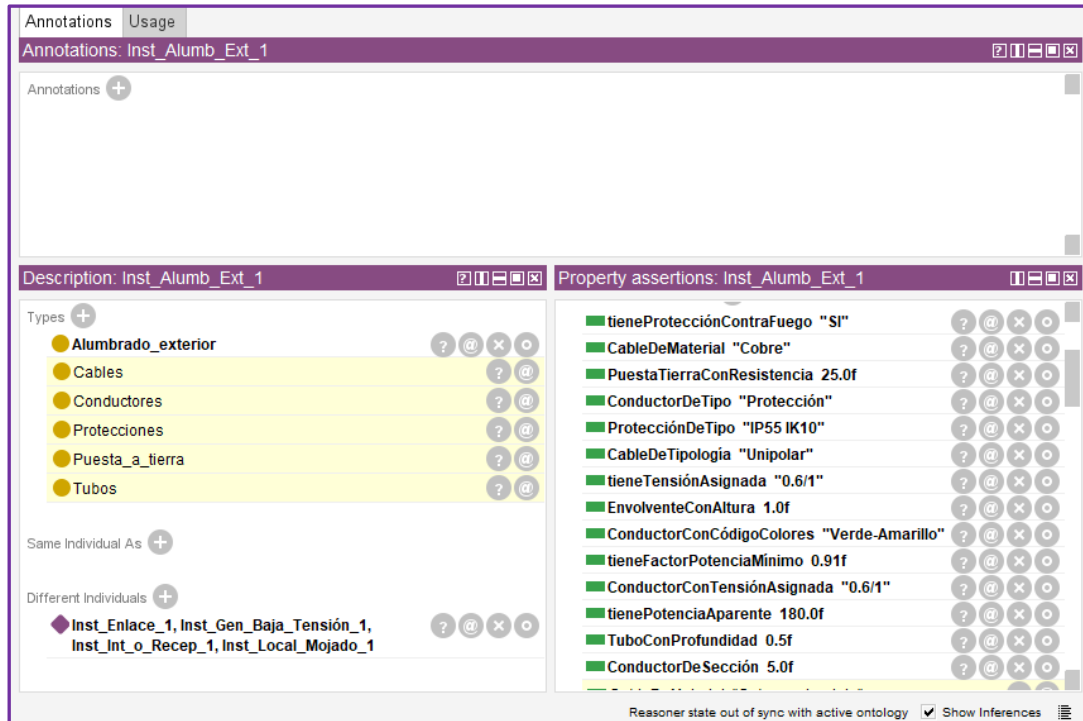 Annotations Usage
Annotations: Inst_Alumb_Ext_1
Annotations
Description: Inst_Alumb_Ext_1
Types
Alumbrado_exterior
Cables
Conductores
Protecciones
Puesta_a_tierra
Tubos
Same Individual As
Different Individuals
Inst_Enlace_1, Inst_Gen_Baja_Tensión_1,
Inst_Int_o_Recep_1, Inst_Local_Mojado_1
Property assertions: Inst_Alumb_Ext_1
tieneProtecciónContraFuego "SI"
CableDeMaterial "Cobre"
PuestaTierraConResistencia 25.0f
ConductorDeTipo "Protección"
ProtecciónDeTipo "IP55 IK10"
CableDeTipología "Unipolar"
tieneTensiónAsignada "0.6/1"
EnvolventeConAltura 1.0f
ConductorConCódigoColores "Verde-Amarillo"
tieneFactorPotenciaMínimo 0.91f
ConductorConTensiónAsignada "0.6/1"
tienePotenciaAparente 180.0f
TuboConProfundidad 0.5f
ConductorDeSección 5.0f
Reasoner state out of sync with active ontology Show Inferences